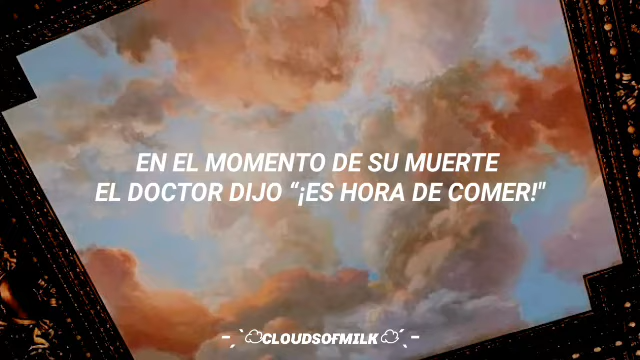 EN EL MOMENTO DE SU MUERTE
EL DOCTOR DIJO “¡ES HORA DE COMER!"
CLOUDSOFMILK